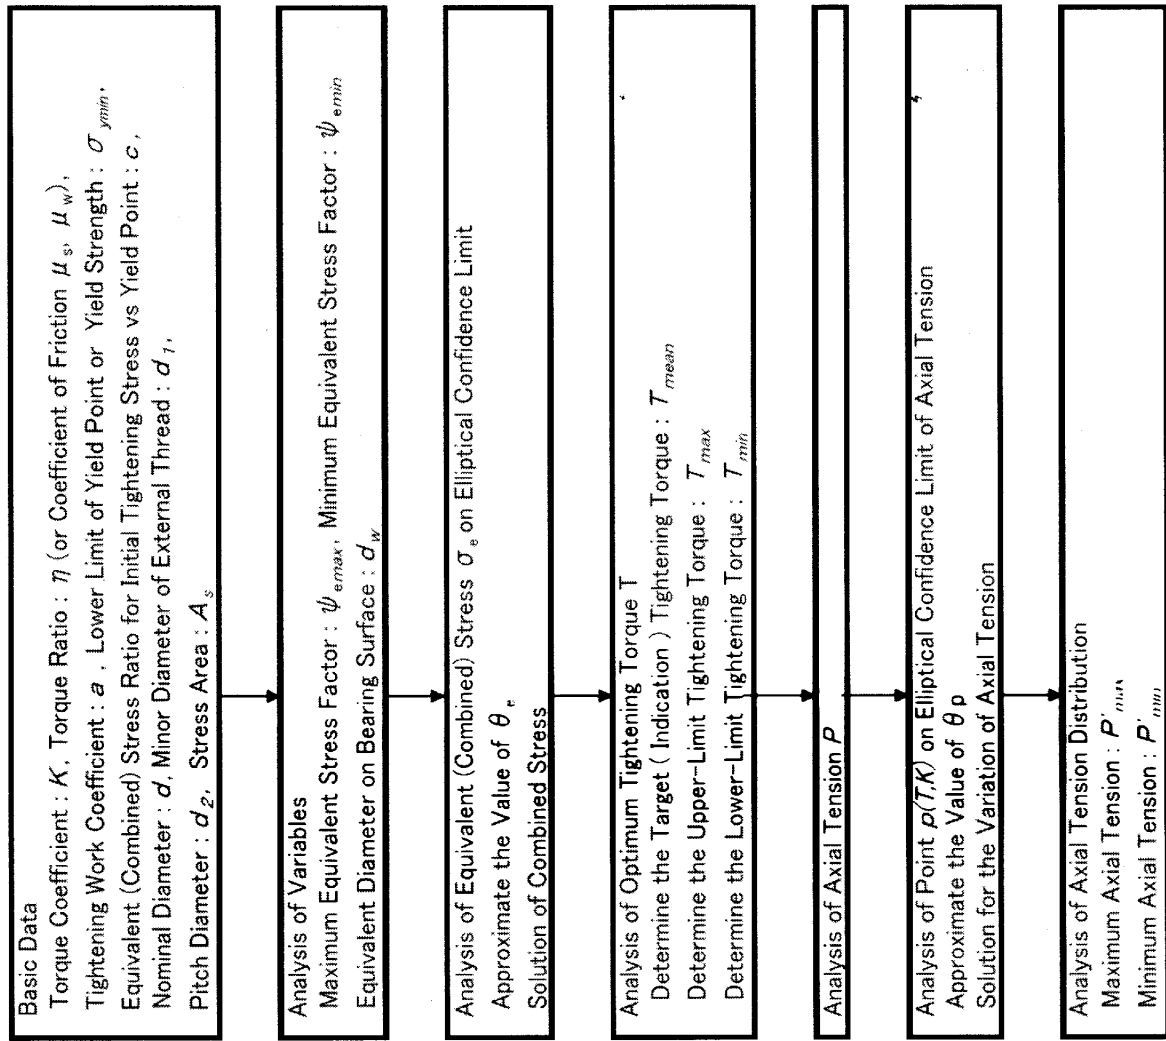 Basic Data
Torque Coefficient : K, Torque Ratio : η (or Coefficient of Friction μs, μw),
Tightening Work Coefficient : a , Lower Limit of Yield Point or Yield Strength : σymin,
Equivalent (Combined) Stress Ratio for Initial Tightening Stress vs Yield Point : c ,
Nominal Diameter : d, Minor Diameter of External Thread : d1,
Pitch Diameter : d2, Stress Area : As
Analysis of Variables
Maximum Equivalent Stress Factor : ψemax, Minimum Equivalent Stress Factor : ψemin
Equivalent Diameter on Bearing Surface : dw
Analysis of Equivalent (Combined) Stress σe on Elliptical Confidence Limit
Approximate the Value of θe
Solution of Combined Stress
Analysis of Optimum Tightening Torque T
Determine the Target ( Indication ) Tightening Torque : Tmean
Determine the Upper-Limit Tightening Torque : Tmax
Determine the Lower-Limit Tightening Torque : Tmin
Analysis of Axial Tension P
Analysis of Point p(T,K) on Elliptical Confidence Limit of Axial Tension
Approximate the Value of θp
Solution for the Variation of Axial Tension
Analysis of Axial Tension Distribution
Maximum Axial Tension : P'max
Minimum Axial Tension : P'min